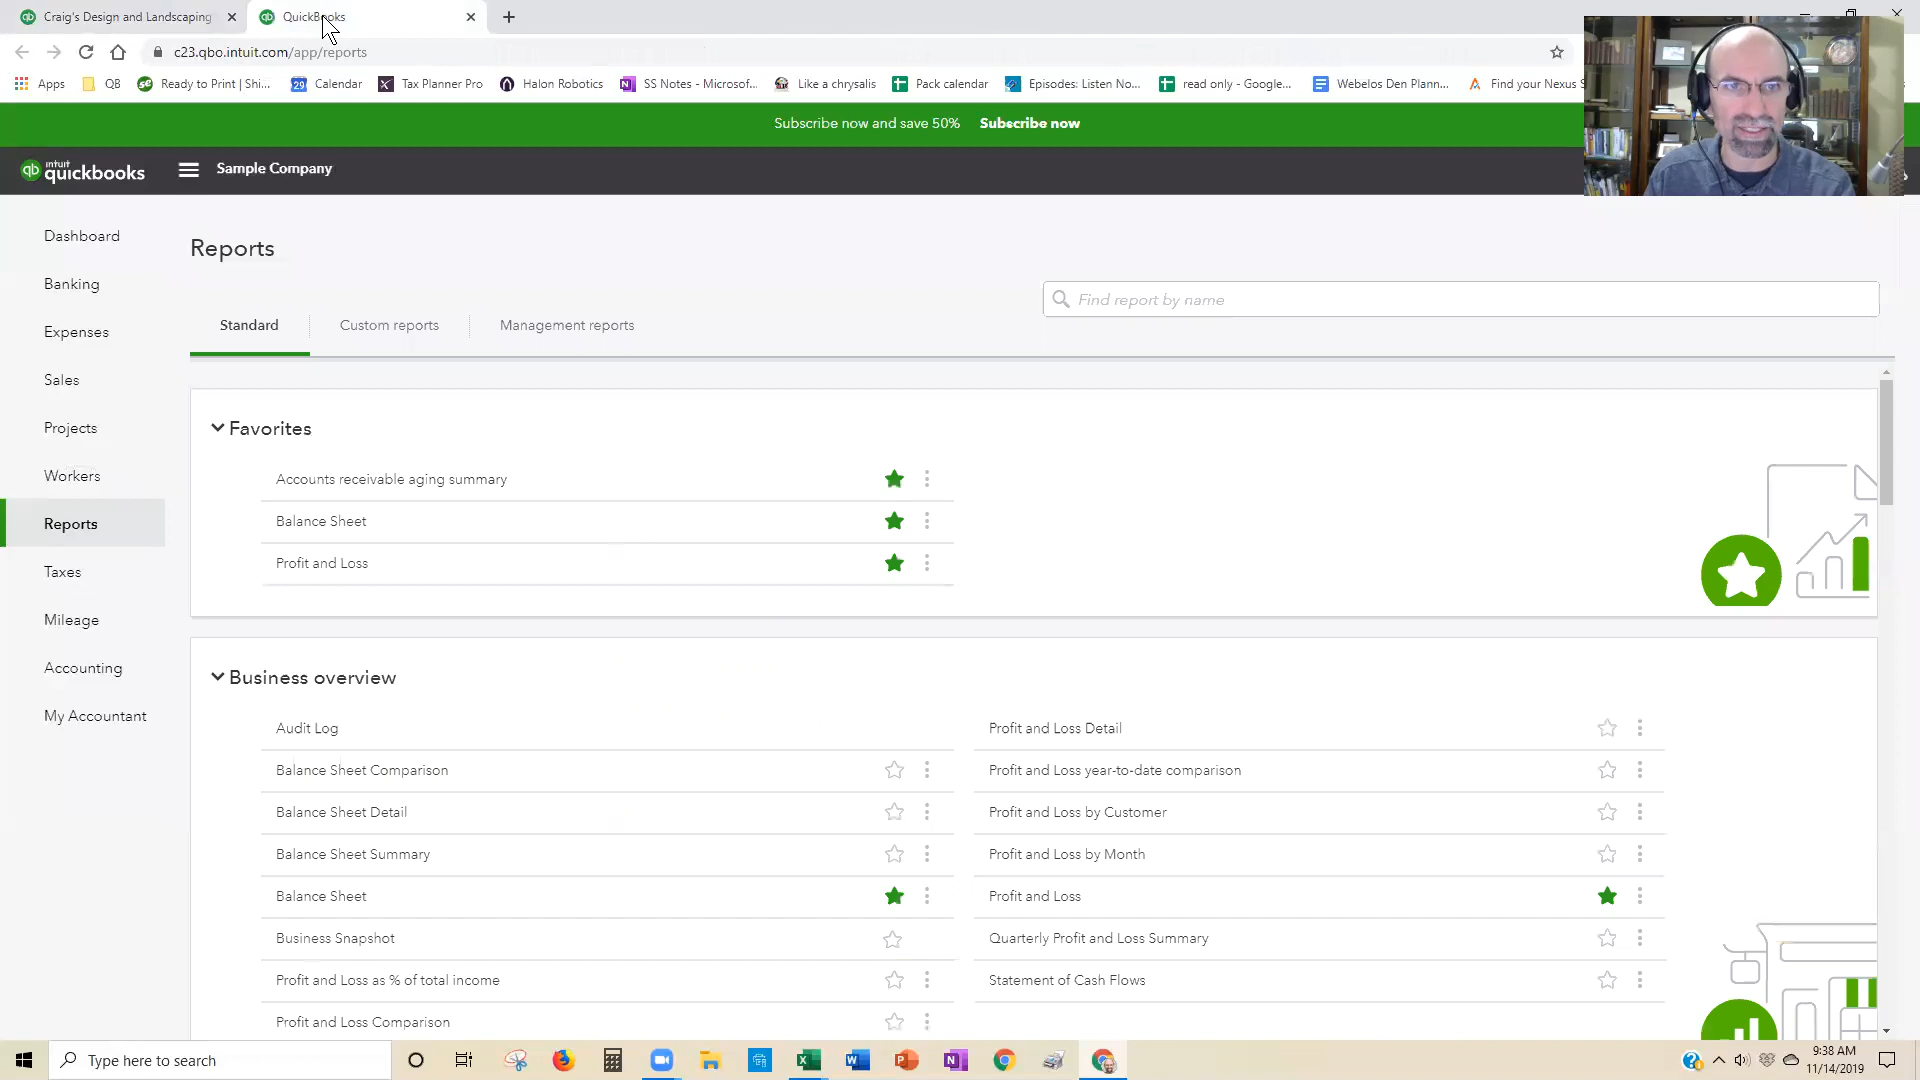 Craig's Design and Landscaping
QuickBooks
c23.qbo.intuit.com/app/reports
Apps
QB
Ready to Print | Shi...
29
Calendar
Tax Planner Pro
Halon Robotics
SS Notes - Microsof...
Like a chrysalis
Pack calendar
Episodes: Listen No...
read only - Google...
Webelos Den Plann...
Find your Nexus S
Subscribe now and save 50% Subscribe now
qb intuit quickbooks
Sample Company
Dashboard
Banking
Expenses
Sales
Projects
Workers
Reports
Taxes
Mileage
Accounting
My Accountant
Reports
Find report by name
Standard
Custom reports
Management reports
Favorites
Accounts receivable aging summary
Balance Sheet
Profit and Loss
Business overview
Audit Log
Balance Sheet Comparison
Balance Sheet Detail
Balance Sheet Summary
Balance Sheet
Business Snapshot
Profit and Loss as % of total income
Profit and Loss Comparison
Profit and Loss Detail
Profit and Loss year-to-date comparison
Profit and Loss by Customer
Profit and Loss by Month
Profit and Loss
Quarterly Profit and Loss Summary
Statement of Cash Flows
Type here to search
9:38 AM
11/14/2019